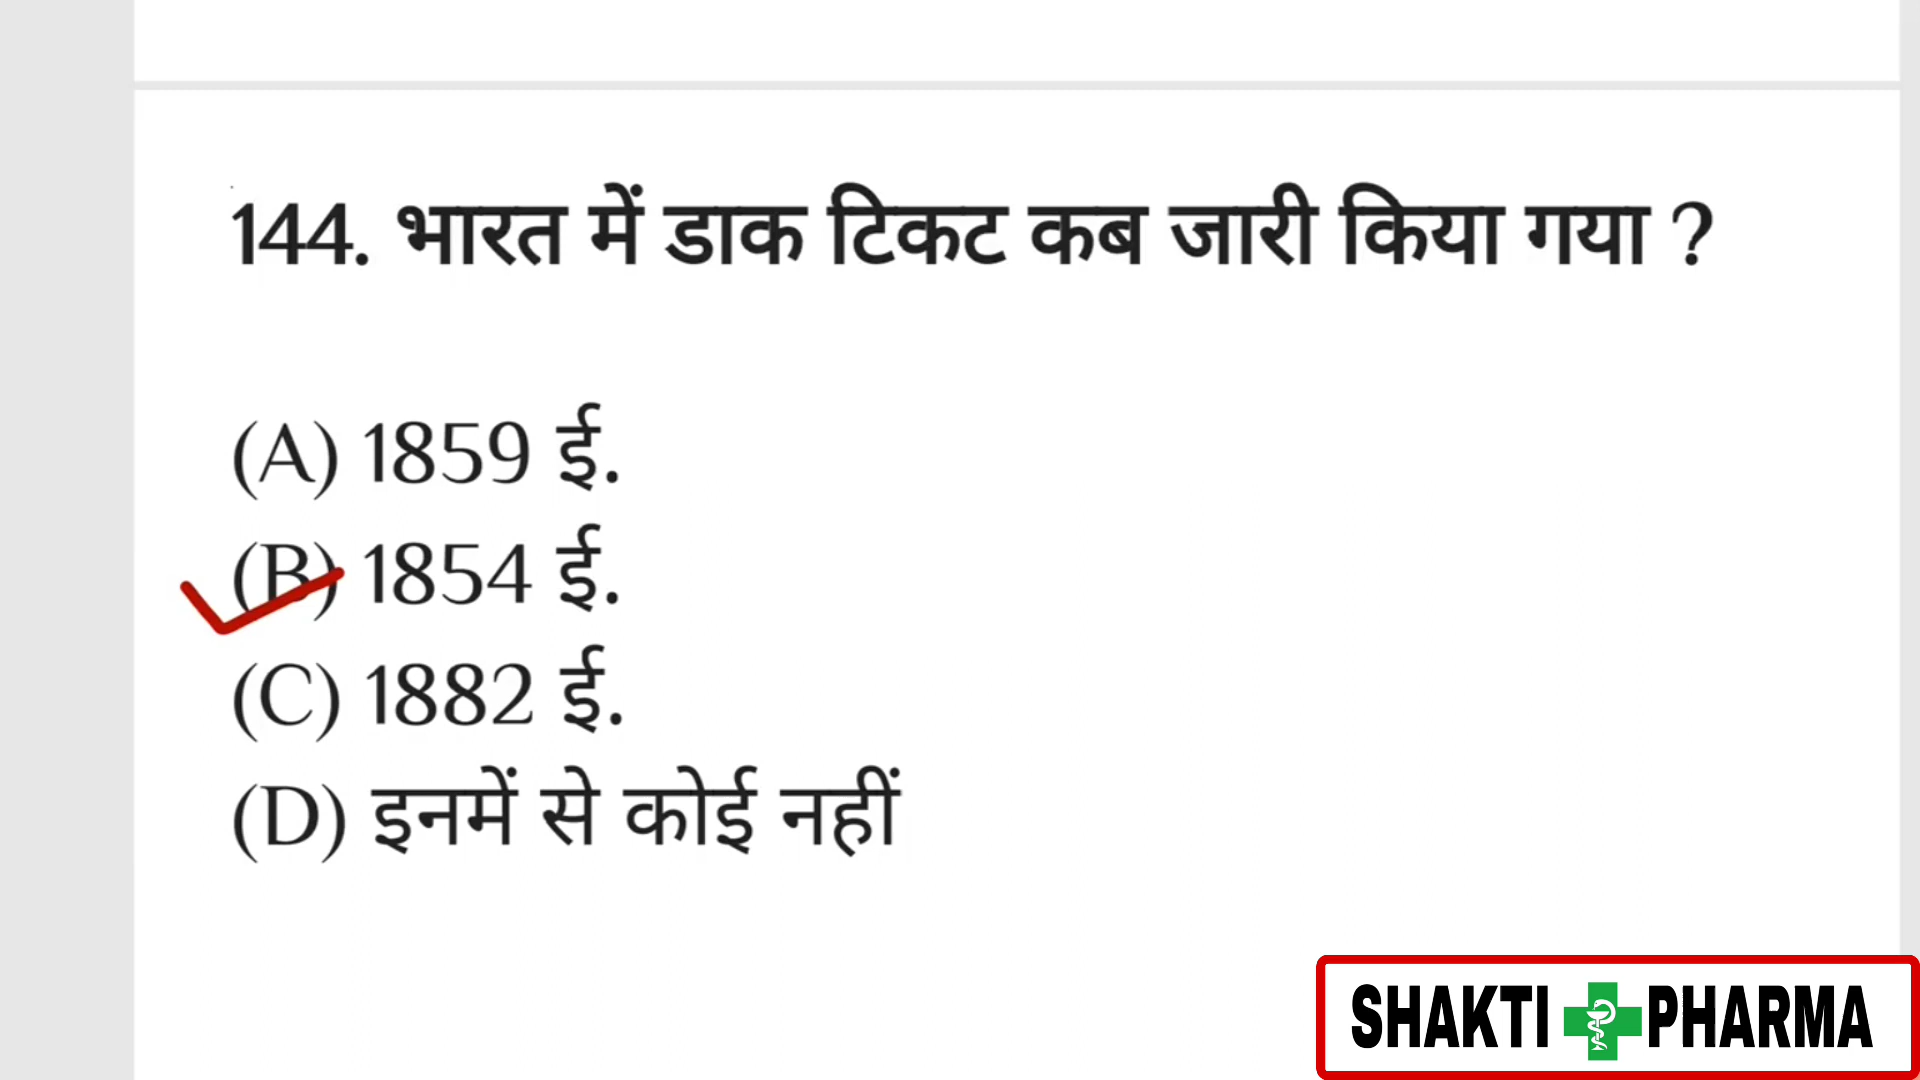 144. भारत में डाक टिकट कब जारी किया गया ?
(A) 1859 ई.
(B) 1854 ई.
(C) 1882 ई.
(D) इनमें से कोई नहीं
SHAKTI PHARMA